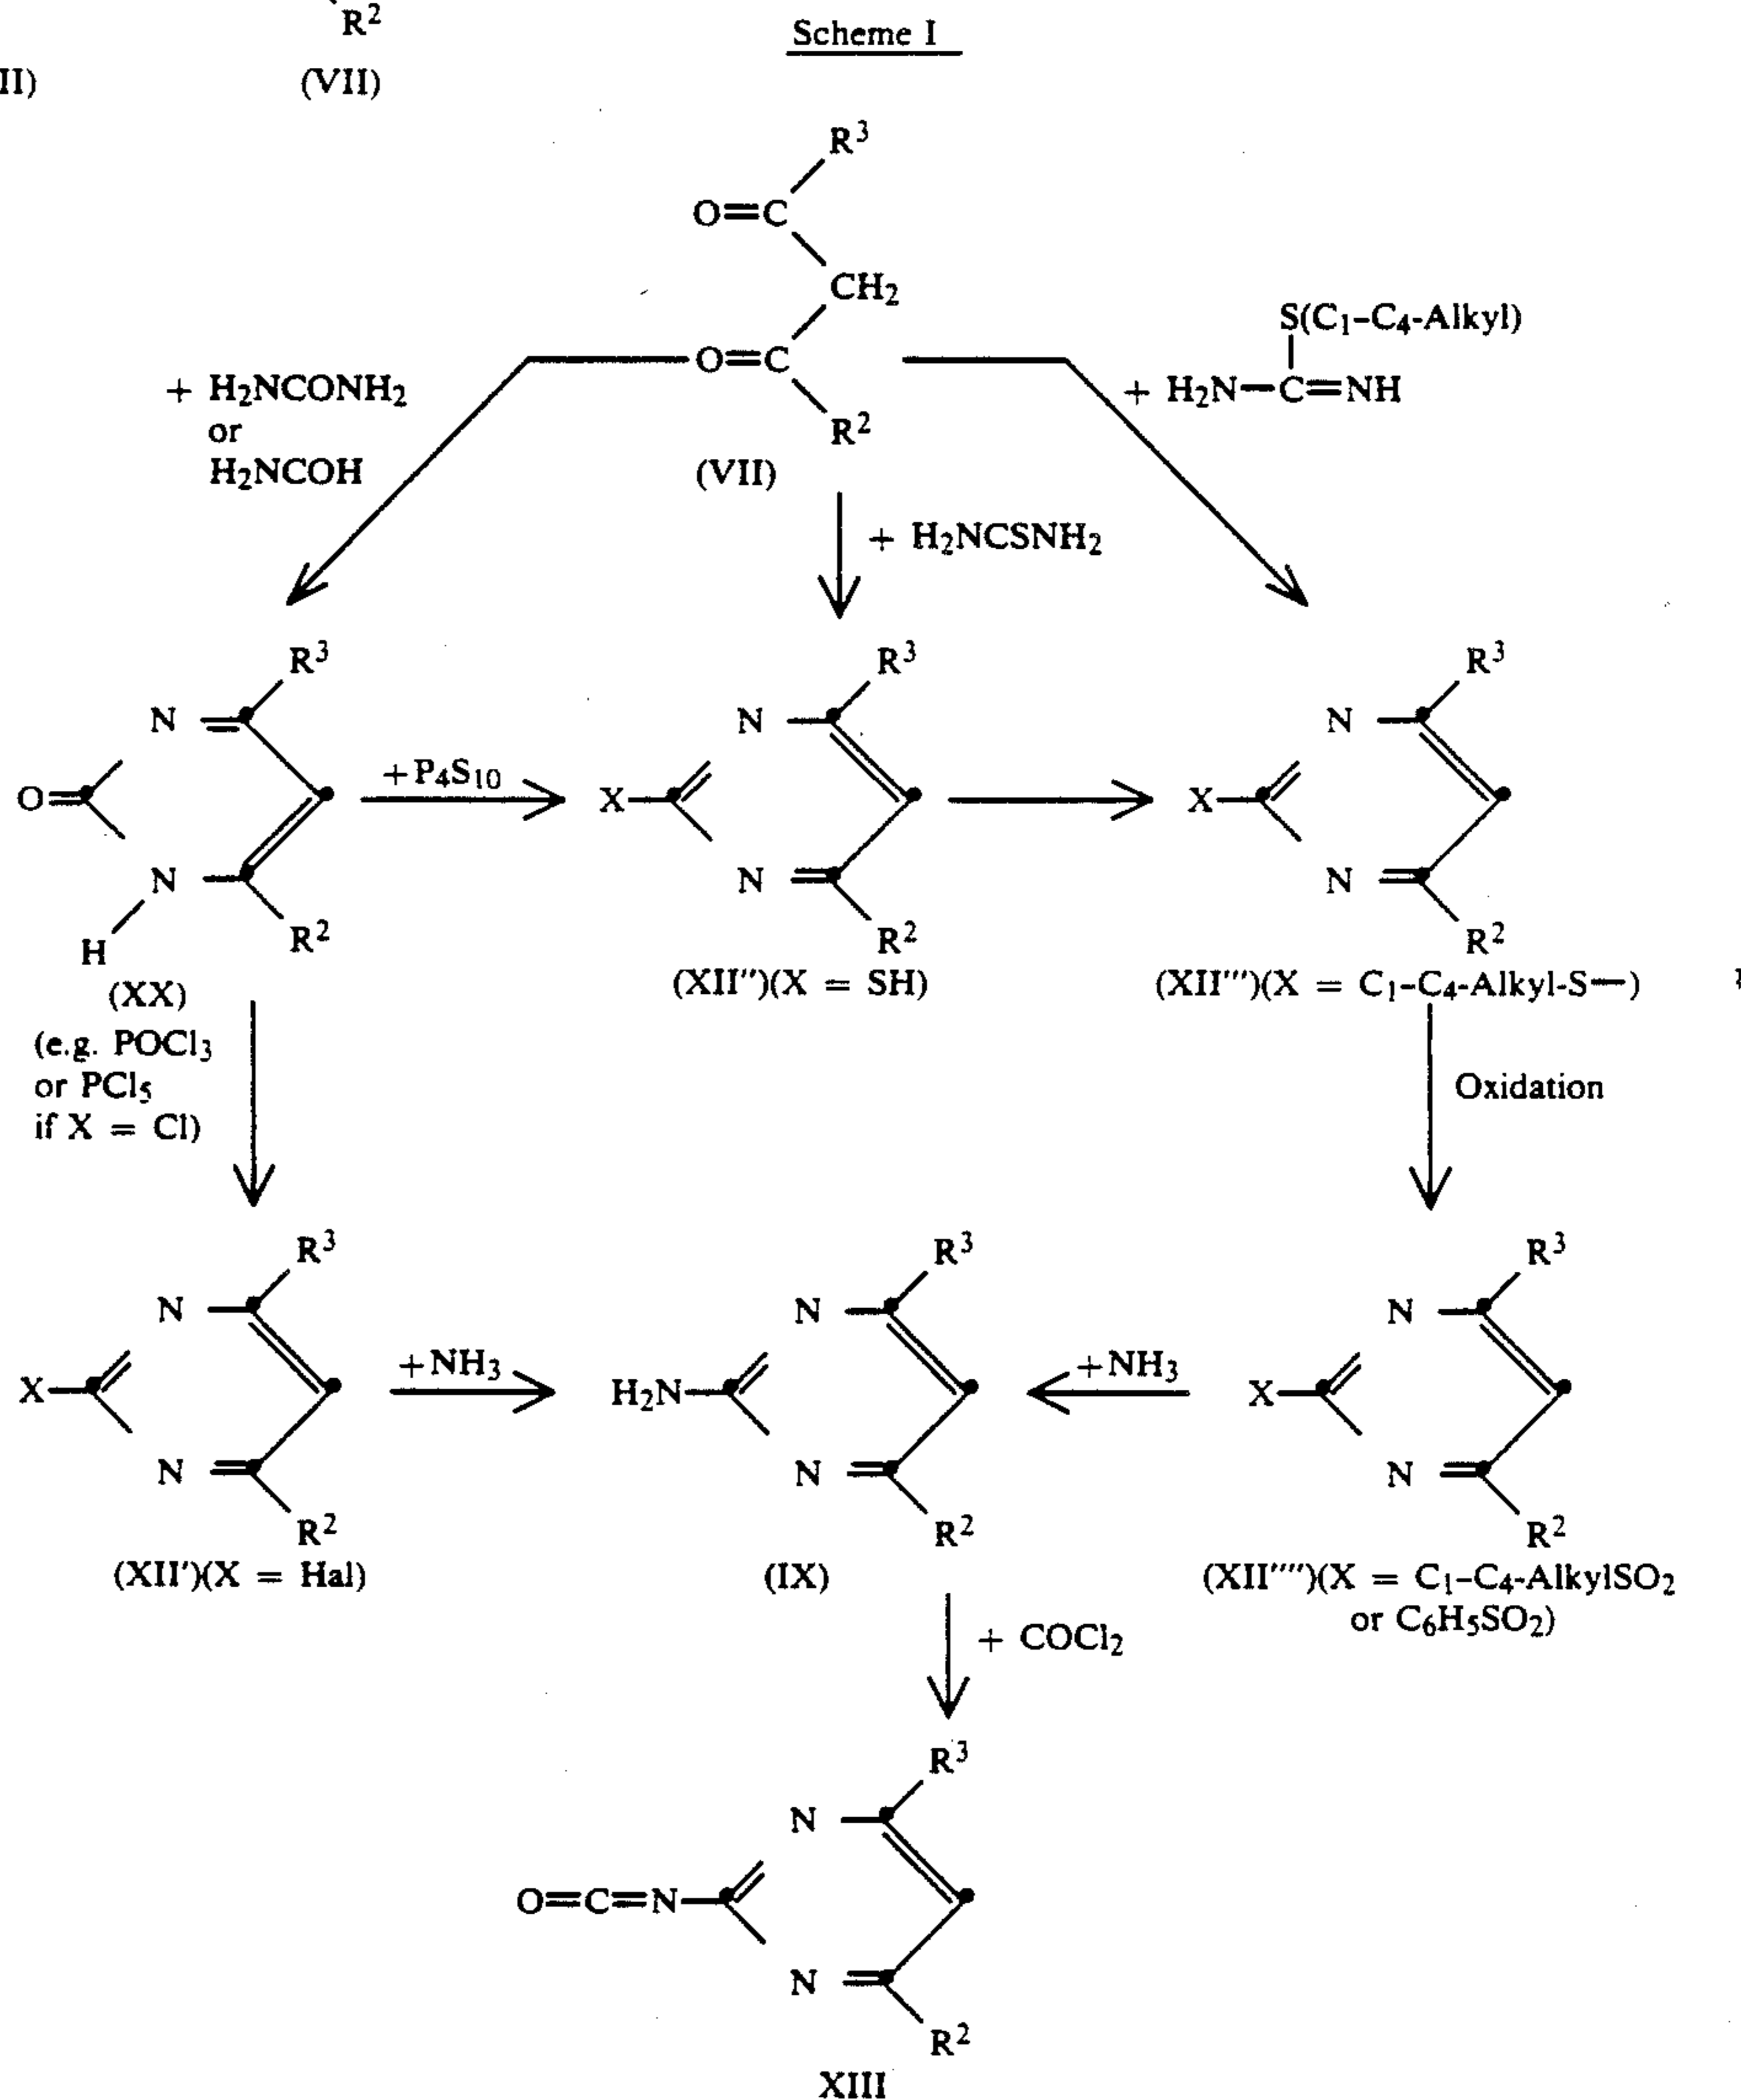 R²
Scheme I
II)
(VII)
R³
O=C
CH₂
S(C₁-C₄-Alkyl)
O=C
+ H₂NCONH₂
+ H₂N—C=NH
or
R²
H₂NCOH
(VII)
+ H₂NCSNH₂
R³
R³
R³
N
N
N
+P₄S₁₀
O=
X
X
N
N
N
H
R²
R²
R²
(XX)
(XII'')(X = SH)
(XII''')(X = C₁-C₄-Alkyl-S—)
(e.g. POCl₃
or PCl₅
if X = Cl)
Oxidation
R³
R³
R³
N
N
N
X
+NH₃
H₂N
+NH₃
X
N
N
N
R²
R²
R²
(XII')(X = Hal)
(IX)
(XII'''')(X = C₁-C₄-AlkylSO₂
or C₆H₅SO₂)
+ COCl₂
R³
N
O=C=N
N
R²
XIII